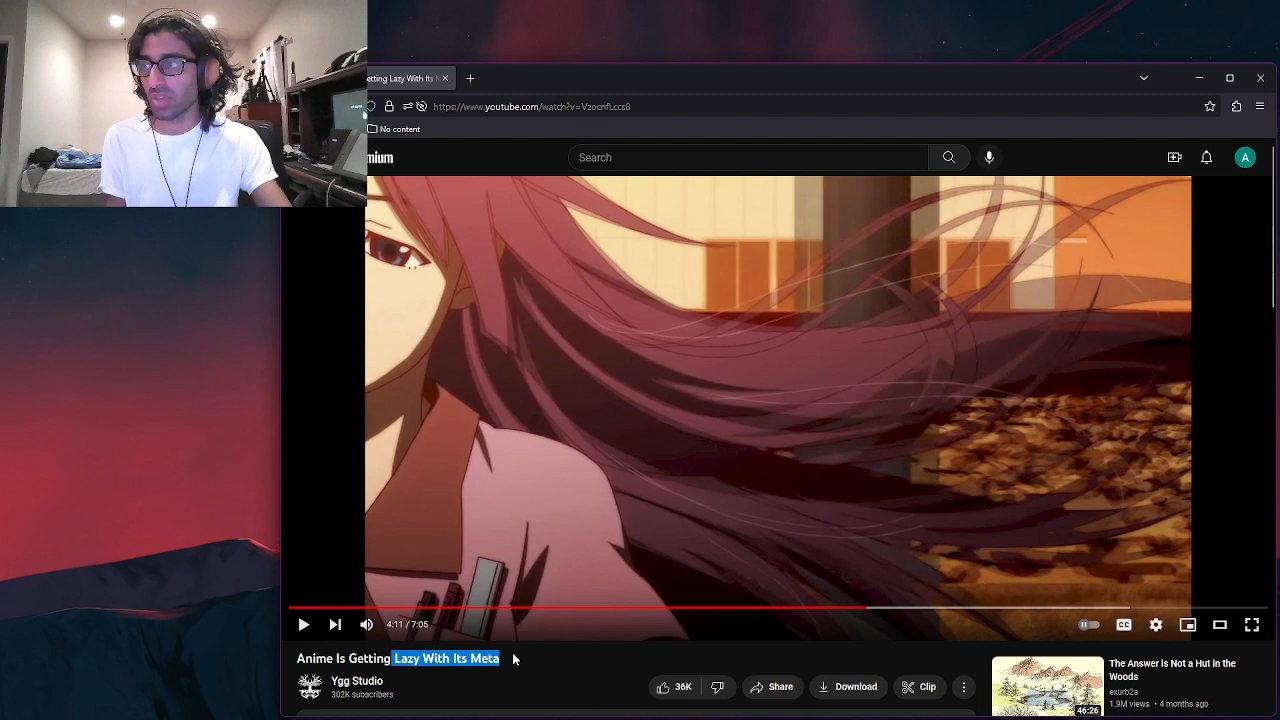 etting Lazy With Its
https://www.youtube.com/watch?v=VzocnfLccs8
No content
mium
Search
A
4:11 / 7:05
CC
Anime Is Getting Lazy With Its Meta
Ygg Studio
302K subscribers
36K
Share
Download
Clip
46:26
The Answer Is Not a Hut in the
Woods
exurb2a
1.9M views • 4 months ago